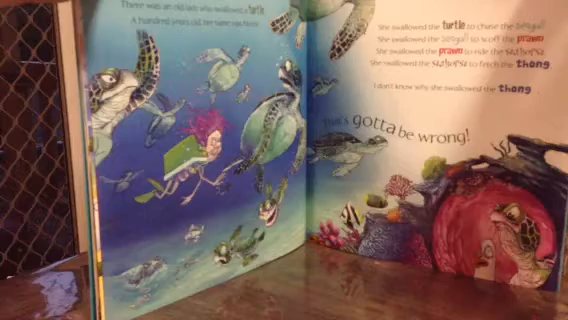 There was an old lady who swallowed a turtle
A hundred years old, her name was Myrtle
She swallowed the turtle to chase the seagull
She swallowed the seagull to scoff the prawn
She swallowed the prawn to ride the seahorse
She swallowed the seahorse to fetch the thong
I don't know why she swallowed the thong.
That's gotta be wrong!